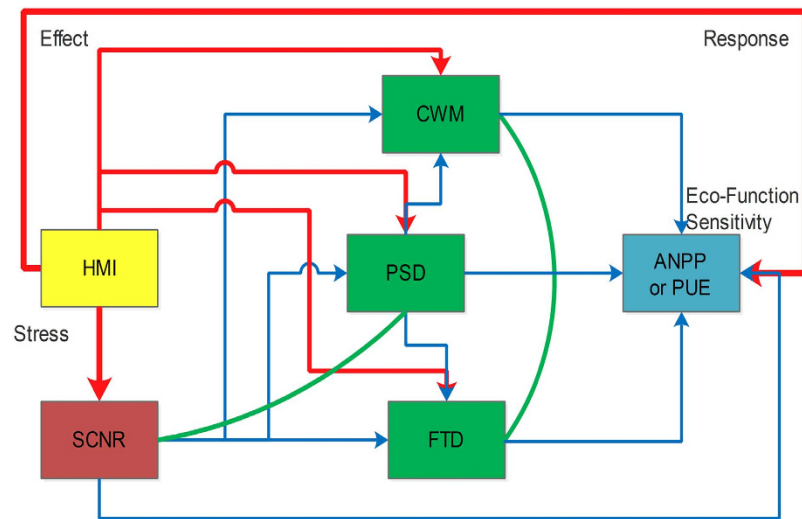 Effect
Response
CWM
Eco-Function
Sensitivity
HMI
PSD
ANPP
or PUE
Stress
SCNR
FTD